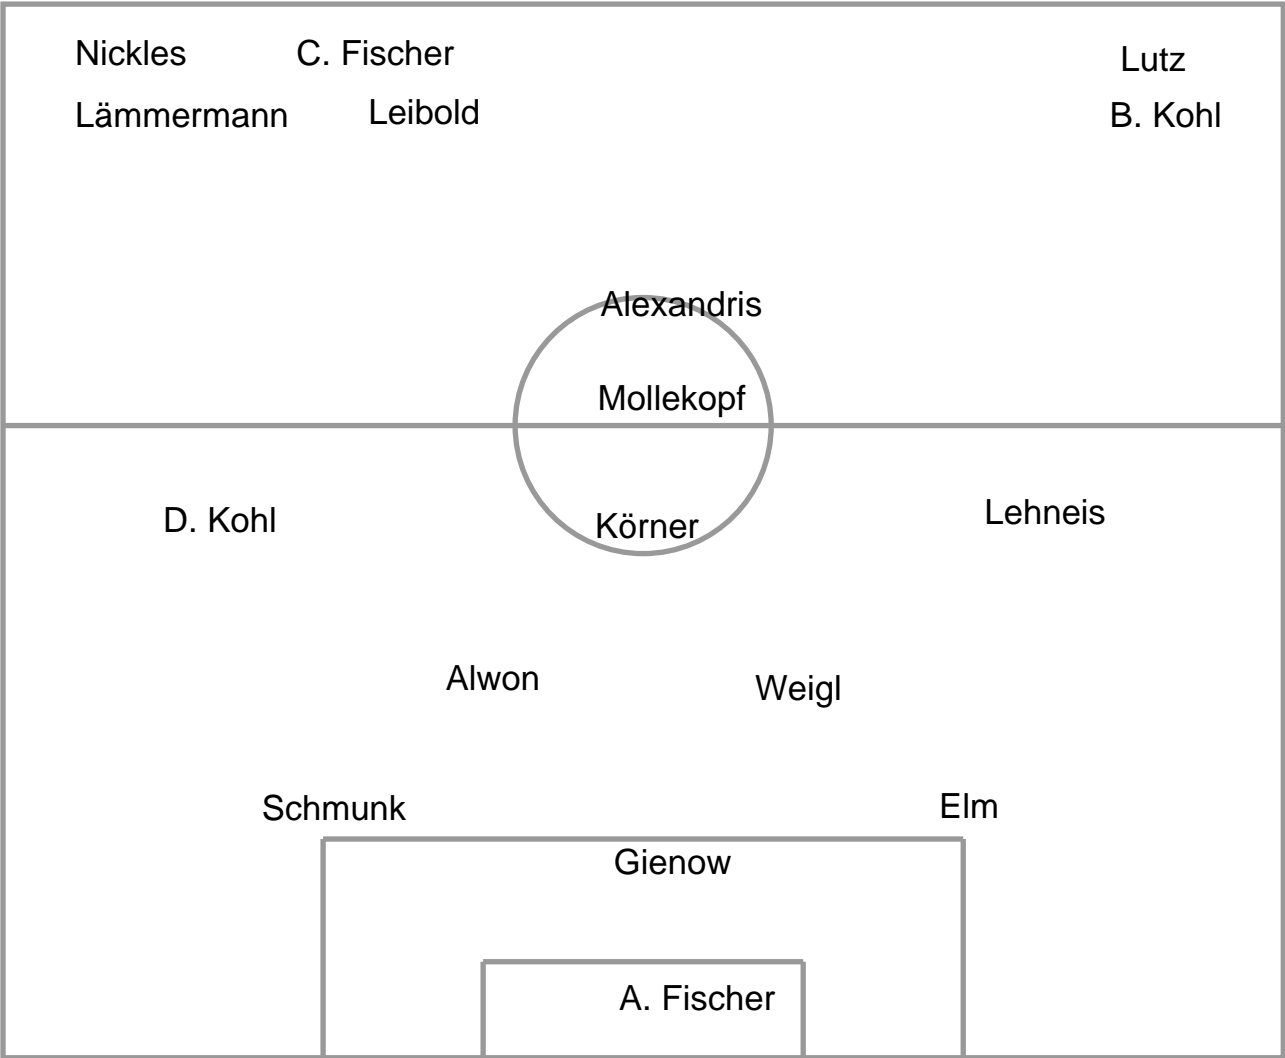 Nickles
C. Fischer
Lutz
Lämmermann
Leibold
B. Kohl
Alexandris
Mollekopf
D. Kohl
Körner
Lehneis
Alwon
Weigl
Schmunk
Elm
Gienow
A. Fischer